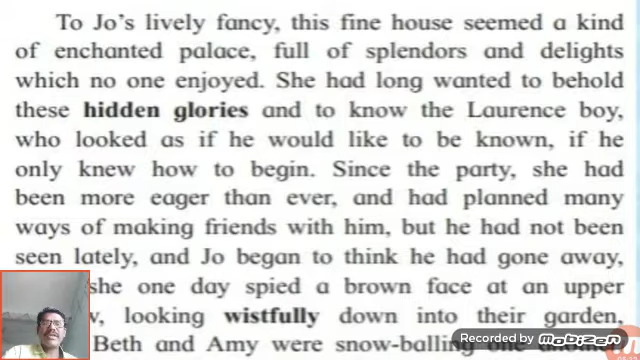 To Jo's lively fancy, this fine house seemed a kind
of enchanted palace, full of splendors and delights
which no one enjoyed. She had long wanted to behold
these hidden glories and to know the Laurence boy,
who looked as if he would like to be known, if he
only knew how to begin. Since the party, she had
been more eager than ever, and had planned many
ways of making friends with him, but he had not been
seen lately, and Jo began to think he had gone away,
she one day spied a brown face at an upper
looking wistfully down into their garden,
Beth and Amy were snow-balling one
Recorded by mobizen